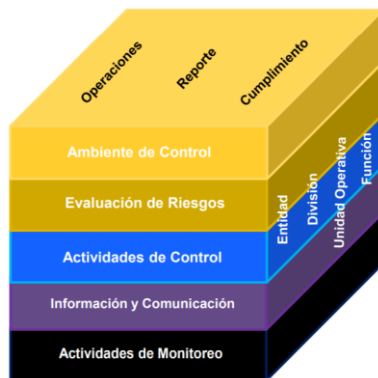 Operaciones
Reporte
Cumplimiento
Ambiente de Control
Evaluación de Riesgos
Actividades de Control
Información y Comunicación
Actividades de Monitoreo
Entidad
División
Unidad Operativa
Función